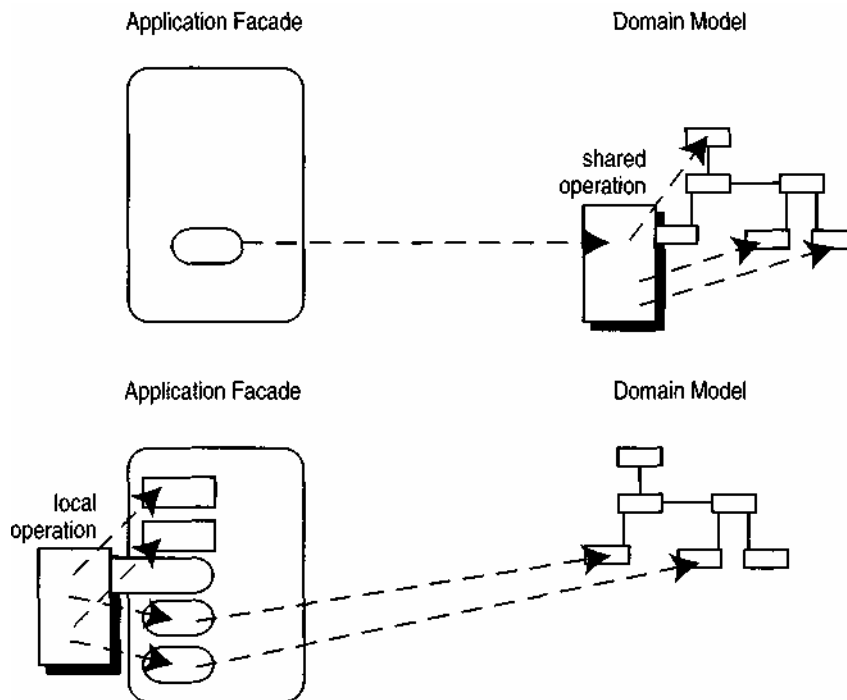 Application Facade
Domain Model
shared
operation
Application Facade
Domain Model
local
operation